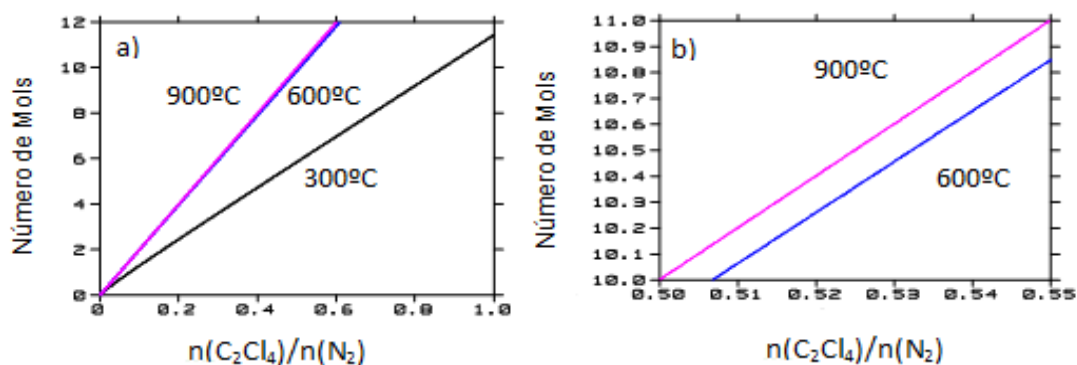 a)
Número de Mols
12
10
8
6
4
2
0
900ºC
600ºC
300ºC
0
0.2
0.4
0.6
0.8
1.0
n(C₂Cl₄)/n(N₂)
b)
Número de Mols
11.0
10.9
10.8
10.7
10.6
10.5
10.4
10.3
10.2
10.1
10.0
900ºC
600ºC
0.50
0.51
0.52
0.53
0.54
0.55
n(C₂Cl₄)/n(N₂)